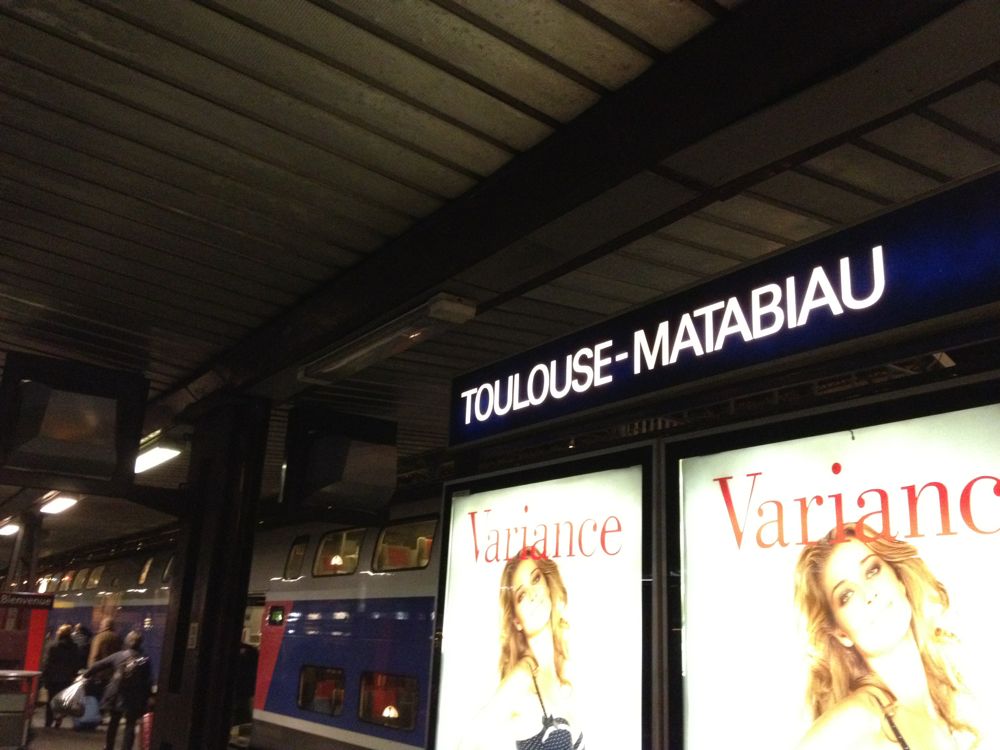 TOULOUSE-MATABIAU
Variance
Varianc
Bienvenue